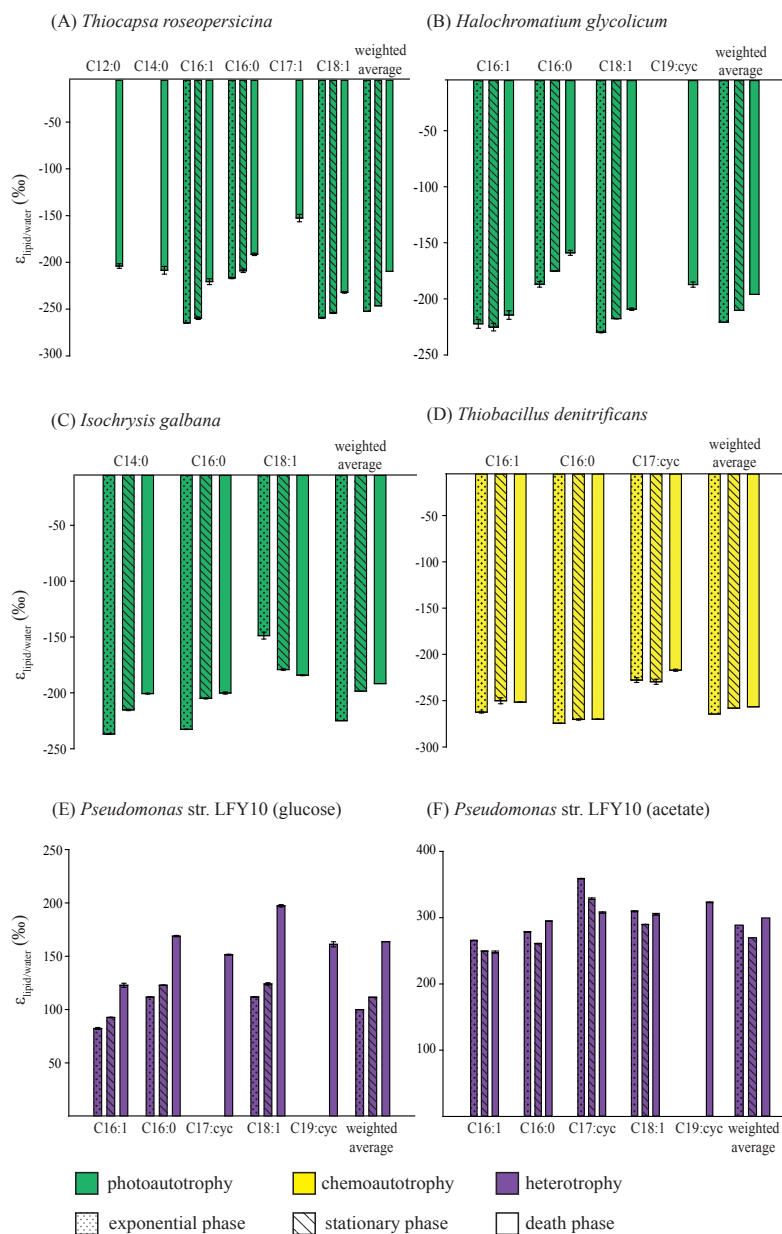 (A) Thiocapsa roseopersicina
C12:0 C14:0 C16:1 C16:0 C17:1 C18:1 weighted average
-50
-100
-150
-200
-250
-300
εlipid/water (‰)
(B) Halochromatium glycolicum
C16:1 C16:0 C18:1 C19:cyc weighted average
-50
-100
-150
-200
-250
(C) Isochrysis galbana
C14:0 C16:0 C18:1 weighted average
-50
-100
-150
-200
-250
εlipid/water (‰)
(D) Thiobacillus denitrificans
C16:1 C16:0 C17:cyc weighted average
-50
-100
-150
-200
-250
-300
(E) Pseudomonas str. LFY10 (glucose)
250
200
150
100
50
εlipid/water (‰)
C16:1 C16:0 C17:cyc C18:1 C19:cyc weighted average
(F) Pseudomonas str. LFY10 (acetate)
400
300
200
100
C16:1 C16:0 C17:cyc C18:1 C19:cyc weighted average
photoautotrophy chemoautotrophy heterotrophy
exponential phase stationary phase death phase